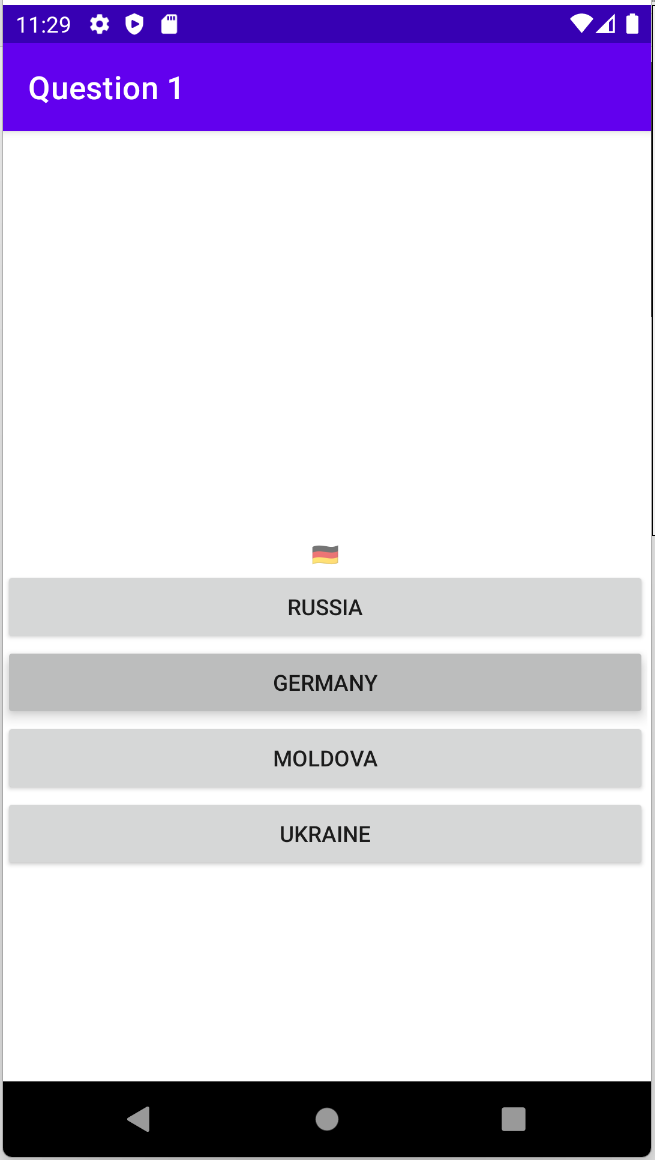 11:29
Question 1
RUSSIA
GERMANY
MOLDOVA
UKRAINE